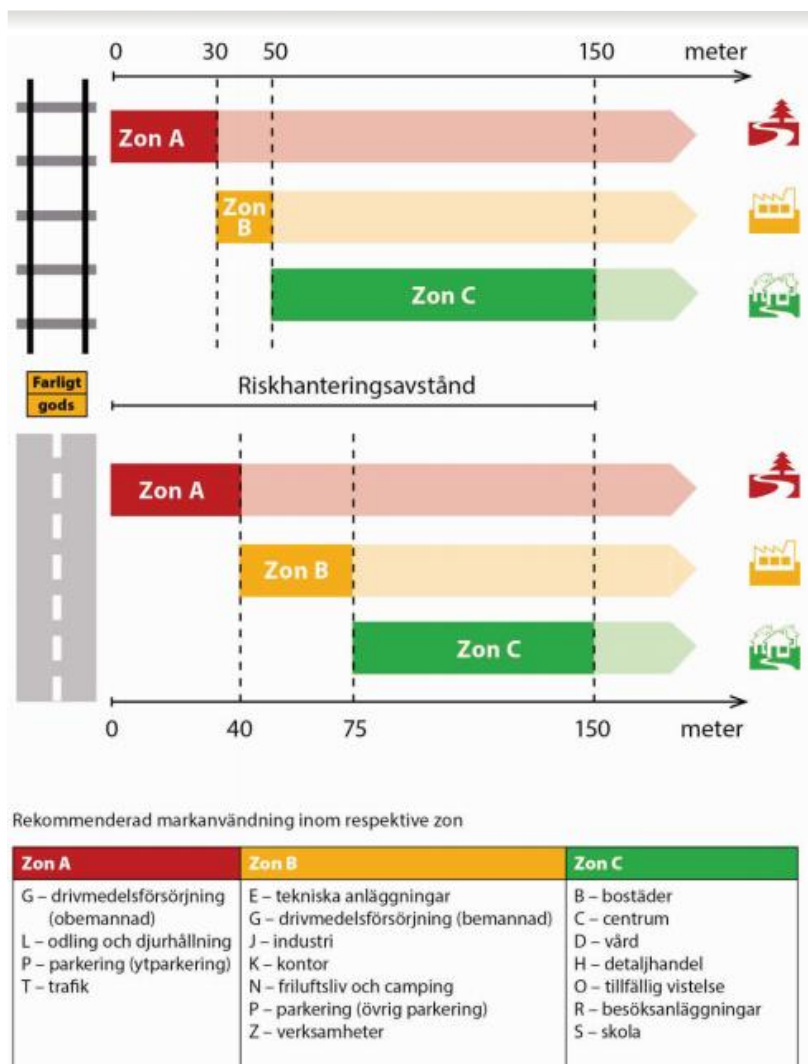 0 30 50 150 meter
Zon A
Zon
B
Zon C
Farligt
gods
Riskhanteringsavstånd
Zon A
Zon B
Zon C
0 40 75 150 meter
Rekommenderad markanvändning inom respektive zon
Zon A
G – drivmedelsförsörjning
(obemannad)
L – odling och djurhållning
P – parkering (ytparkering)
T – trafik
Zon B
E – tekniska anläggningar
G – drivmedelsförsörjning (bemannad)
J – industri
K – kontor
N – friluftsliv och camping
P – parkering (övrig parkering)
Z – verksamheter
Zon C
B – bostäder
C – centrum
D – vård
H – detaljhandel
O – tillfällig vistelse
R – besöksanläggningar
S – skola